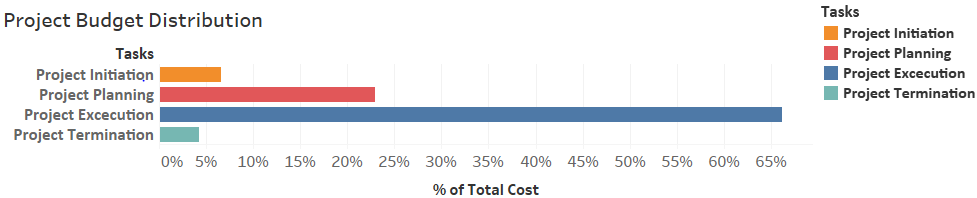 Project Budget Distribution
Tasks
Project Initiation
Project Planning
Project Excecution
Project Termination
0% 5% 10% 15% 20% 25% 30% 35% 40% 45% 50% 55% 60% 65%
% of Total Cost
Tasks
Project Initiation
Project Planning
Project Excecution
Project Termination